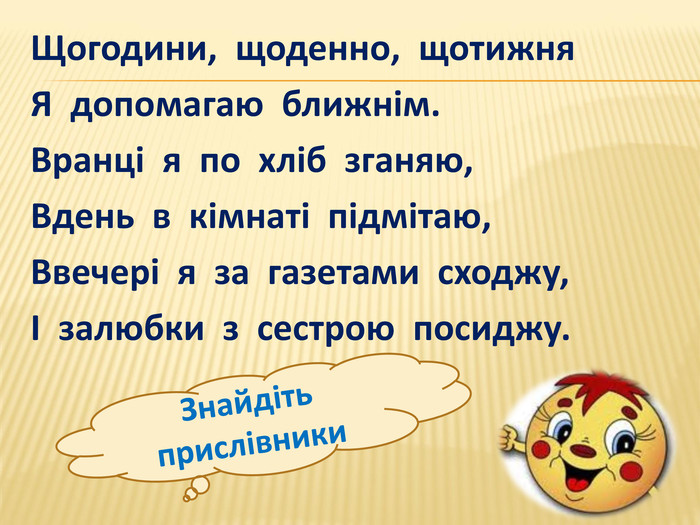 Щогодини, щоденно, щотижня
Я допомагаю ближнім.
Вранці я по хліб зганяю,
Вдень в кімнаті підмітаю,
Ввечері я за газетами сходжу,
І залюбки з сестрою посиджу.
Знайдіть
прислівники